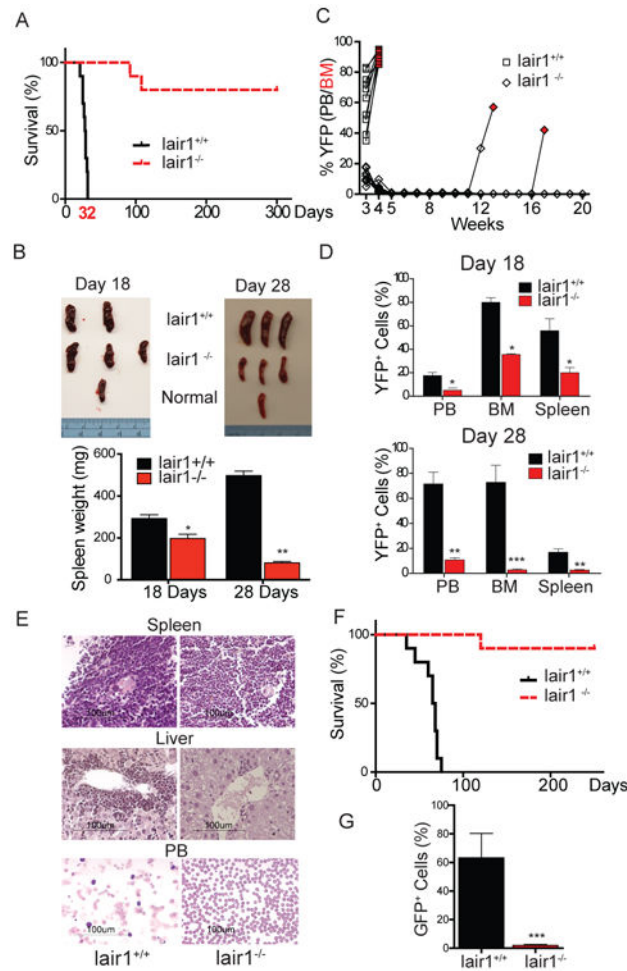 A
Survival (%)
100
50
0
lair1+/+
lair1-/-
0 32 100 200 300 Days
C
% YFP (PB/BM)
100
80
60
40
20
0
lair1+/+
lair1 -/-
3 4 5 8 10 12 14 16 18 20
Weeks
B
Day 18 Day 28
lair1+/+
lair1 -/-
Normal
Spleen weight (mg)
600
400
200
0
lair1+/+
lair1-/-
* **
18 Days 28 Days
D
Day 18
YFP+ Cells (%)
100
80
60
40
20
0
lair1+/+
lair1-/-
* * *
PB BM Spleen
Day 28
YFP+ Cells (%)
100
80
60
40
20
0
lair1+/+
lair1-/-
** *** **
PB BM Spleen
E
Spleen
100um 100um
Liver
100um 100um
PB
100um 100um
lair1+/+ lair1-/-
F
Survival (%)
100
50
0
lair1+/+
lair1 -/-
0 100 200 Days
G
GFP+ Cells (%)
100
80
60
40
20
0
***
lair1+/+ lair1-/-